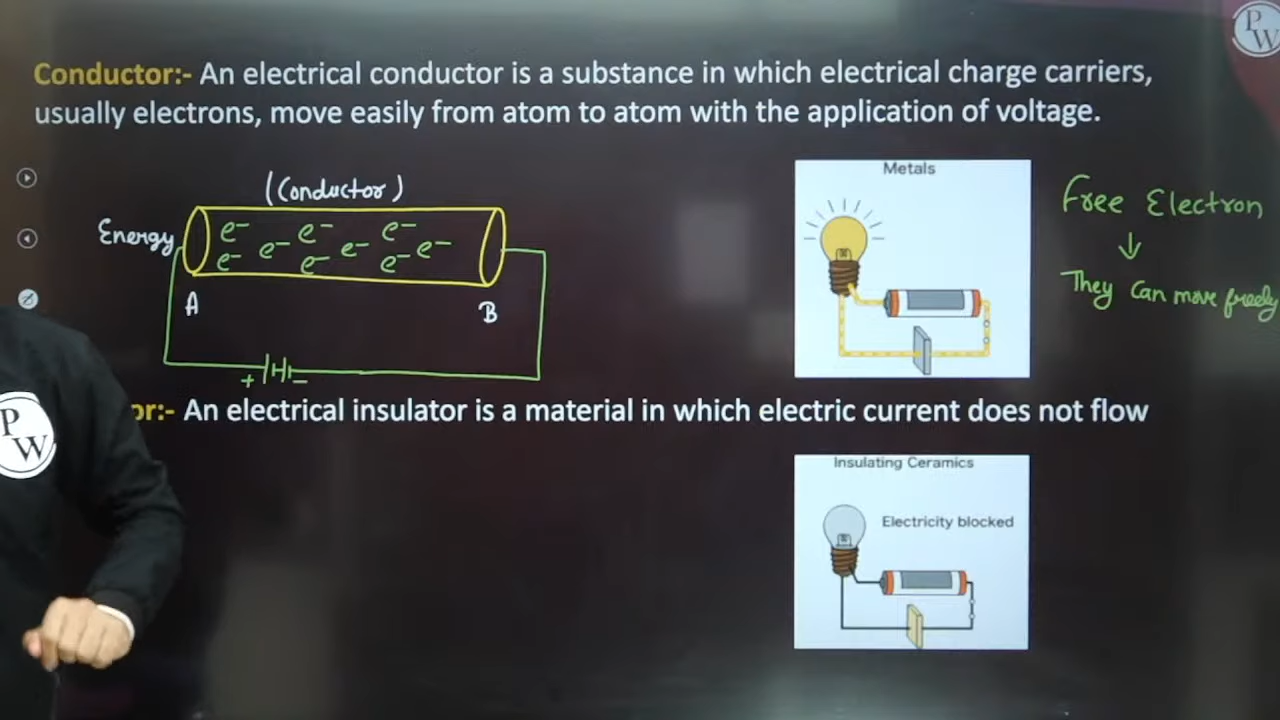 Conductor:- An electrical conductor is a substance in which electrical charge carriers,
usually electrons, move easily from atom to atom with the application of voltage.
(Conductor)
Energy
e- e- e- e- e- e- e- e- e-
A
B
+ -
Metals
Free Electron
↓
They Can move freely
or:- An electrical insulator is a material in which electric current does not flow
Insulating Ceramics
Electricity blocked
P
W
P
W